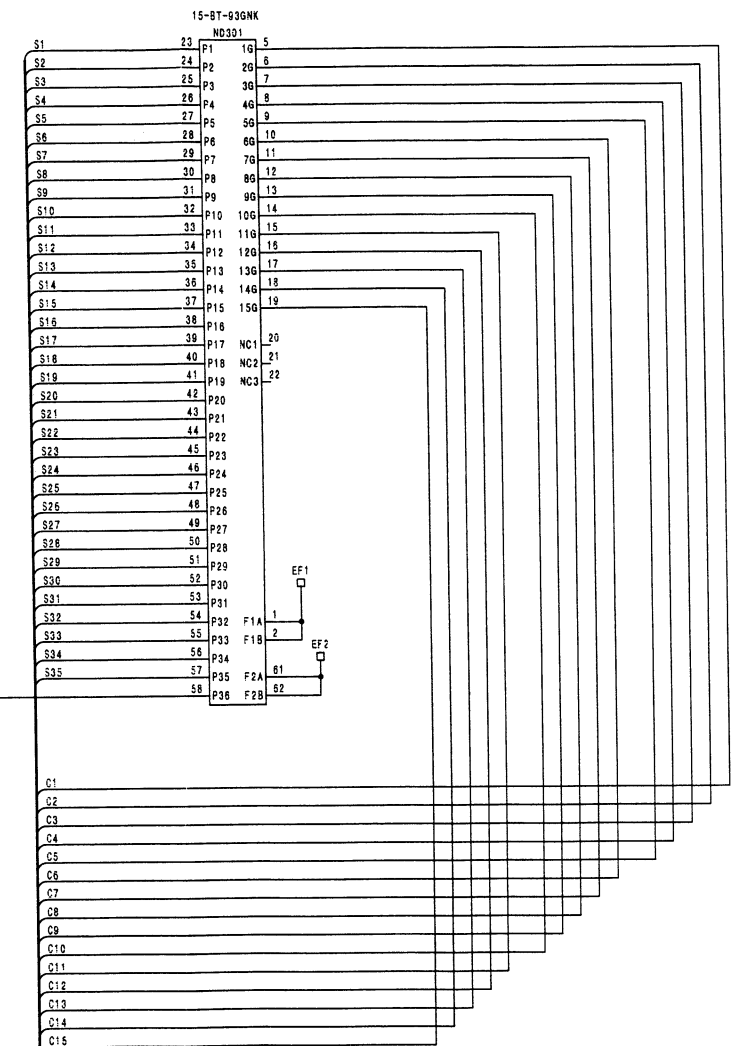 15-BT-93GNK
ND301
S1 23 P1 1G 5
S2 24 P2 2G 6
S3 25 P3 3G 7
S4 26 P4 4G 8
S5 27 P5 5G 9
S6 28 P6 6G 10
S7 29 P7 7G 11
S8 30 P8 8G 12
S9 31 P9 9G 13
S10 32 P10 10G 14
S11 33 P11 11G 15
S12 34 P12 12G 16
S13 35 P13 13G 17
S14 36 P14 14G 18
S15 37 P15 15G 19
S16 38 P16
S17 39 P17 NC1 20
S18 40 P18 NC2 21
S19 41 P19 NC3 22
S20 42 P20
S21 43 P21
S22 44 P22
S23 45 P23
S24 46 P24
S25 47 P25
S26 48 P26
S27 49 P27
S28 50 P28
S29 51 P29
EF1
S30 52 P30
S31 53 P31
S32 54 P32 F1A 1
S33 55 P33 F1B 2
EF2
S34 56 P34
S35 57 P35 F2A 61
58 P36 F2B 62
C1
C2
C3
C4
C5
C6
C7
C8
C9
C10
C11
C12
C13
C14
C15